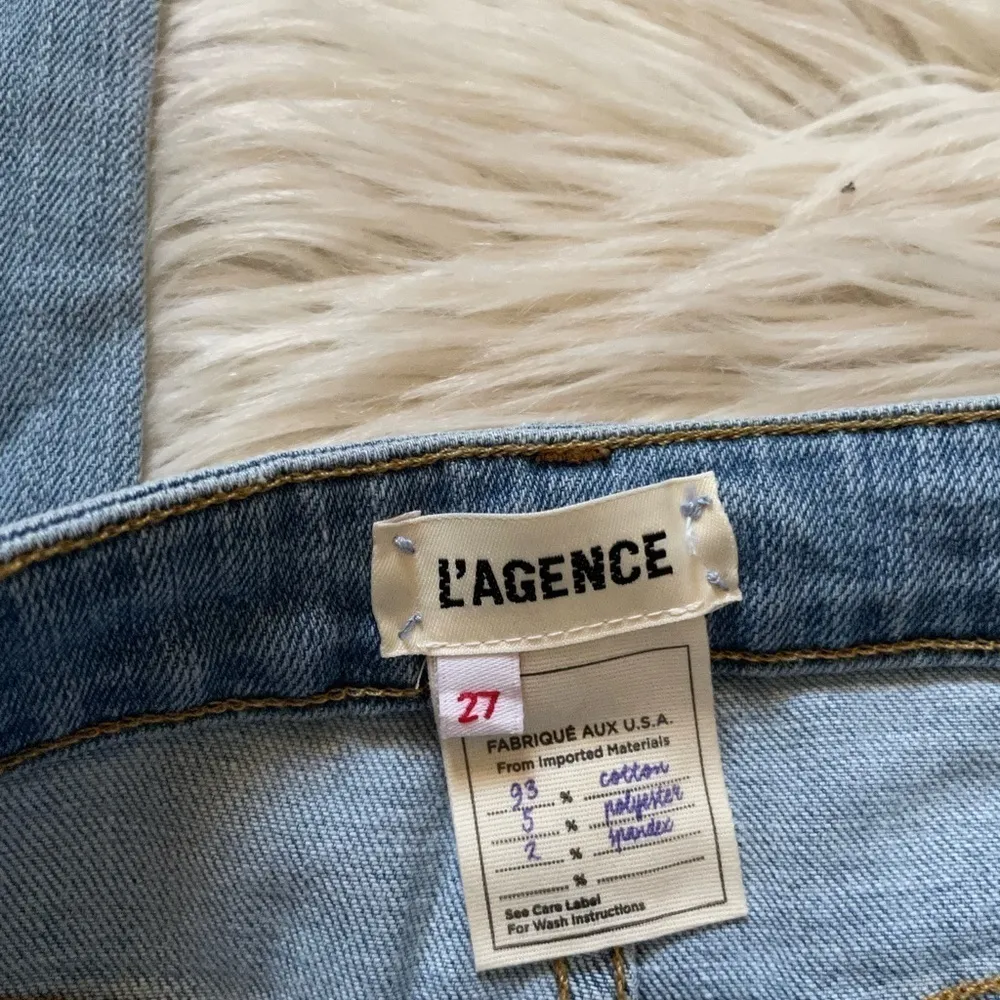 L'AGENCE
27
FABRIQUÉ AUX U.S.A.
From Imported Materials
93 % cotton
5 % polyester
2 % spandex
%
See Care Label
For Wash Instructions